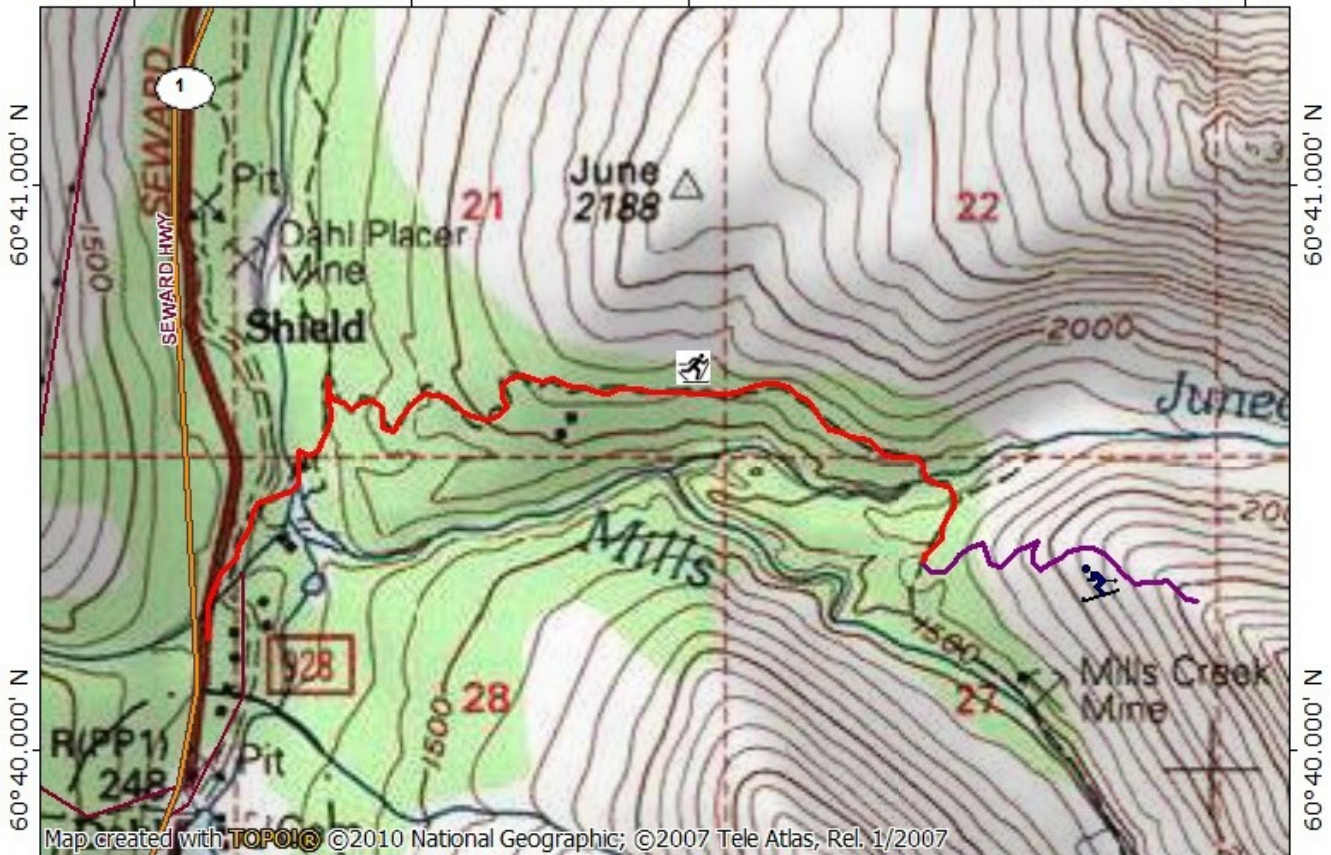 1
SEWARD
SEWARD HWY
60°41.000' N
60°41.000' N
1500
Pit
Dahl Placer
Mine
Shield
21
June
2188
22
2000
Mills
1500
928
28
1500
27
Mills Creek
Mine
R(PP1)
248
Pit
60°40.000' N
60°40.000' N
Map created with TOPO!® ©2010 National Geographic; ©2007 Tele Atlas, Rel. 1/2007